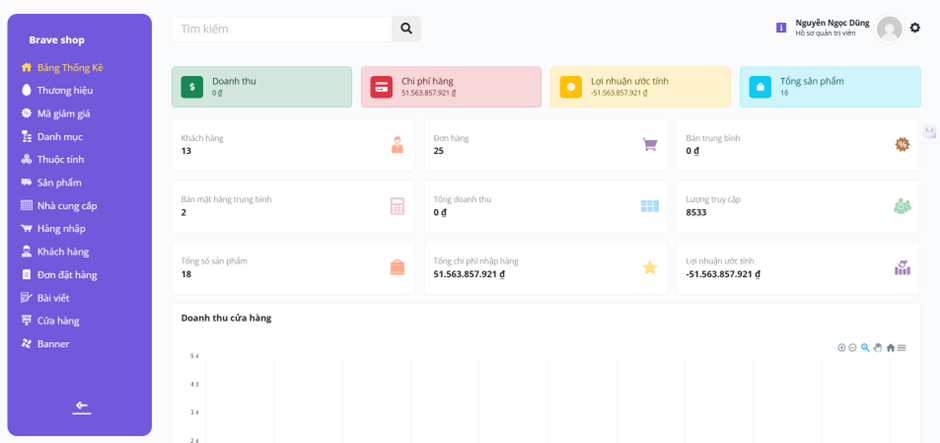 Brave shop
Bảng Thống Kê
Thương hiệu
Mã giảm giá
Danh mục
Thuộc tính
Sản phẩm
Nhà cung cấp
Hàng nhập
Khách hàng
Đơn đặt hàng
Bài viết
Cửa hàng
Banner
Tìm kiếm
Nguyễn Ngọc Dũng
Hồ sơ quản trị viên
Doanh thu
0 ₫
Chi phí hàng
51.563.857.921 ₫
Lợi nhuận ước tính
-51.563.857.921 ₫
Tổng sản phẩm
18
Khách hàng
13
Đơn hàng
25
Bán trung bình
0 ₫
Bán mặt hàng trung bình
2
Tổng doanh thu
0 ₫
Lượng truy cập
8533
Tổng số sản phẩm
18
Tổng chi phí nhập hàng
51.563.857.921 ₫
Lợi nhuận ước tính
-51.563.857.921 ₫
Doanh thu cửa hàng
5 ₫
4 ₫
3 ₫
2 ₫